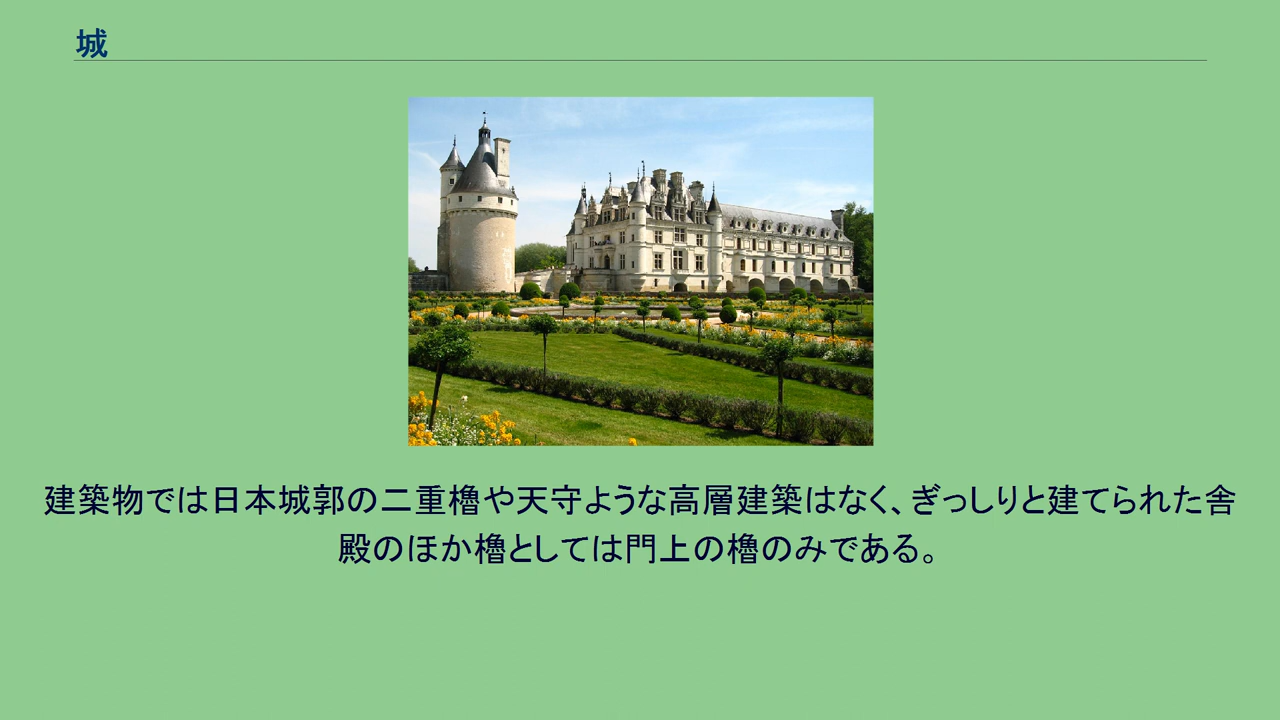 城
建築物では日本城郭の二重櫓や天守ような高層建築はなく、ぎっしりと建てられた舎
殿のほか櫓としては門上の櫓のみである。